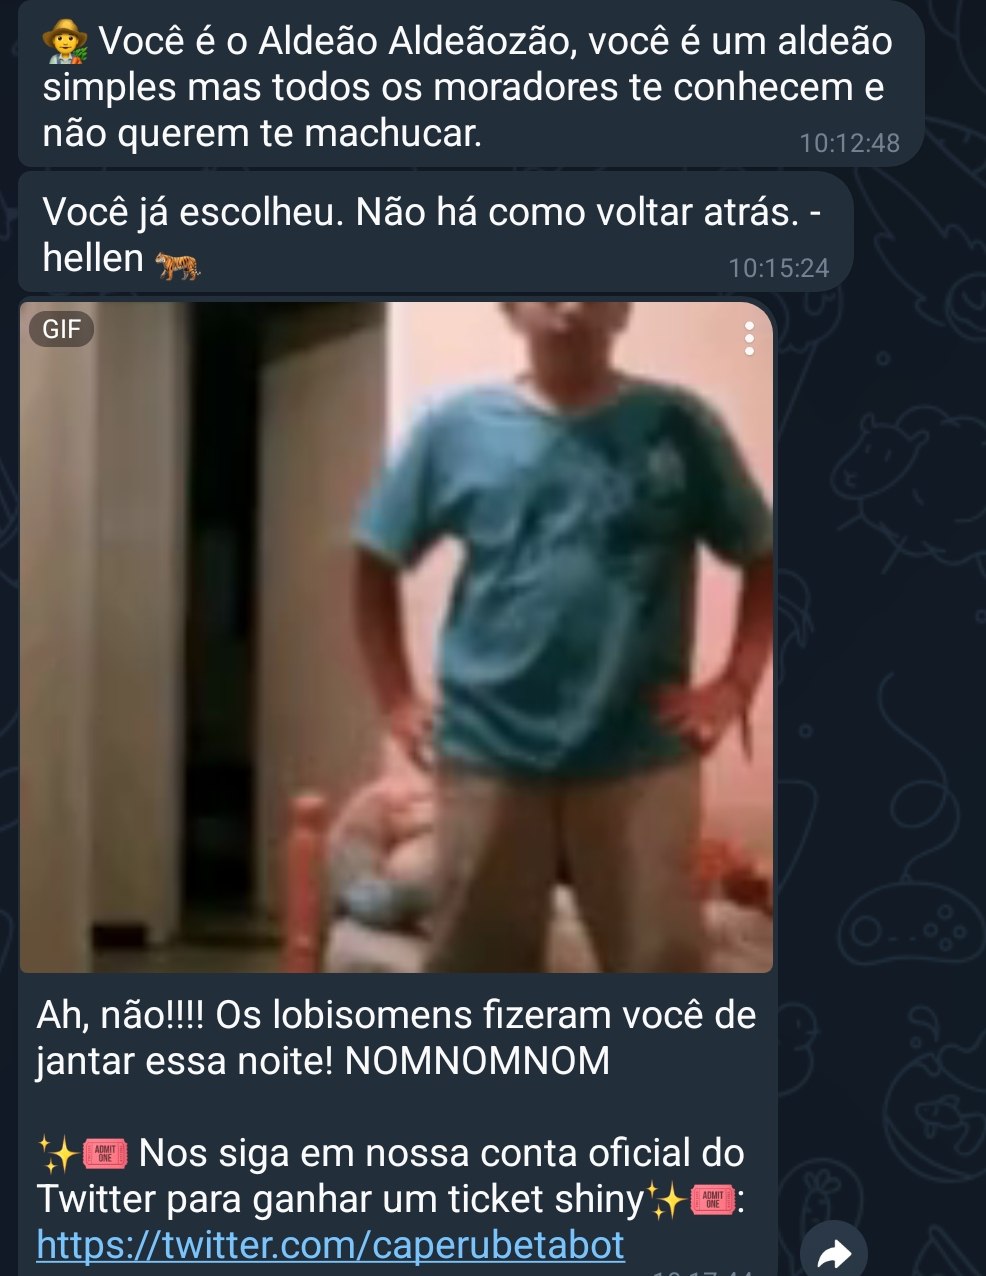 Você é o Aldeão Aldeãozão, você é um aldeão
simples mas todos os moradores te conhecem e
não querem te machucar.
10:12:48
Você já escolheu. Não há como voltar atrás. -
hellen 🐅
10:15:24
GIF
Ah, não!!!! Os lobisomens fizeram você de
jantar essa noite! NOMNOMNOM
✨🎟 Nos siga em nossa conta oficial do
Twitter para ganhar um ticket shiny✨🎟:
https://twitter.com/caperubetabot